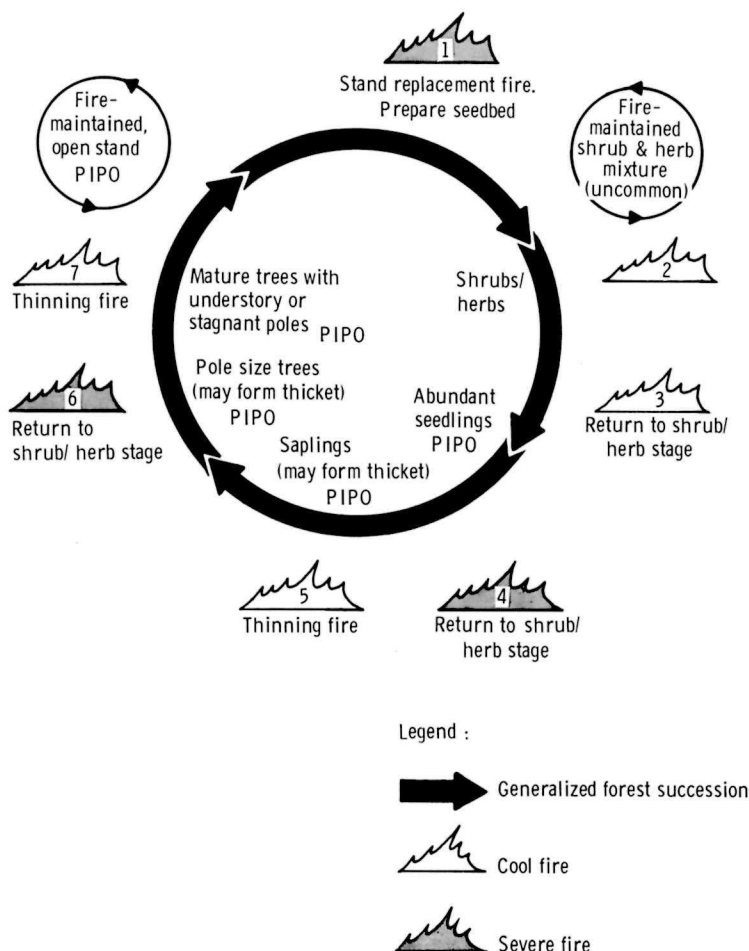 1
Stand replacement fire.
Prepare seedbed
Fire-
maintained,
open stand
PIPO
Fire-
maintained
shrub & herb
mixture
(uncommon)
7
Thinning fire
2
Mature trees with
understory or
stagnant poles PIPO
Shrubs/
herbs
6
Return to
shrub/ herb stage
Pole size trees
(may form thicket)
PIPO
Abundant
seedlings
PIPO
3
Return to shrub/
herb stage
Saplings
(may form thicket)
PIPO
5
Thinning fire
4
Return to shrub/
herb stage
Legend :
Generalized forest succession
Cool fire
Severe fire